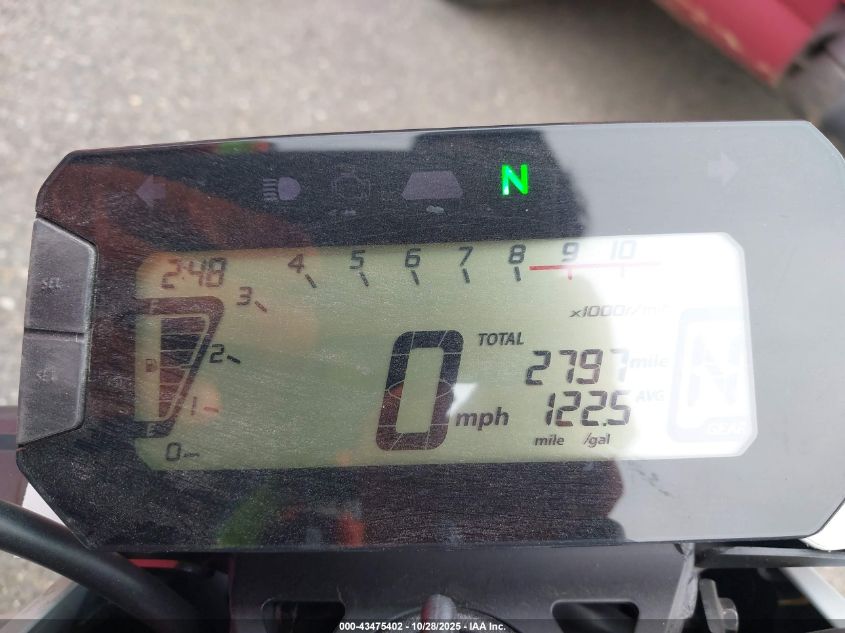 N
4 5 6 7 8 9 10
2:48
3
SEL
x1000r/min
2
TOTAL
0 mph
2797 mile
1
122.5 AVG
mile /gal
N
GEAR
0
000-43475402 - 10/28/2025 - IAA Inc.